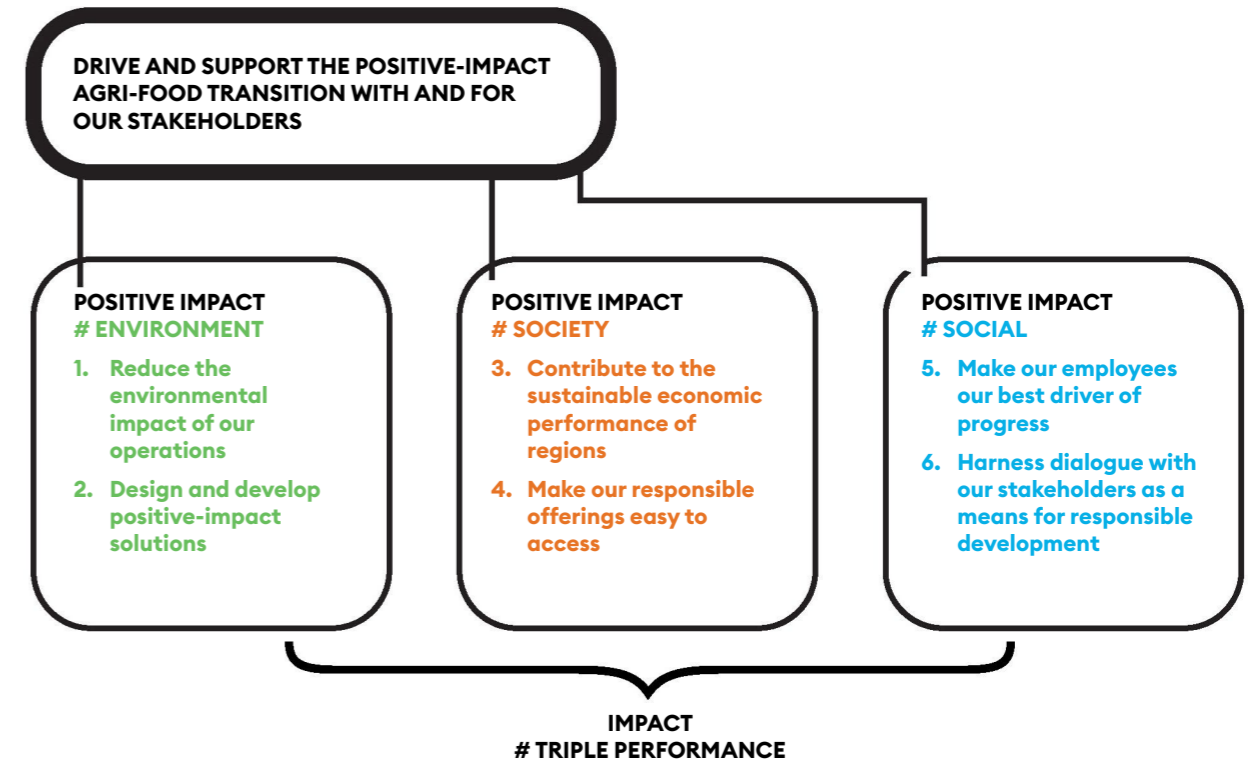 DRIVE AND SUPPORT THE POSITIVE-IMPACT
AGRI-FOOD TRANSITION WITH AND FOR
OUR STAKEHOLDERS
POSITIVE IMPACT
# ENVIRONMENT
1. Reduce the
environmental
impact of our
operations
2. Design and develop
positive-impact
solutions
POSITIVE IMPACT
# SOCIETY
3. Contribute to the
sustainable economic
performance of
regions
4. Make our responsible
offerings easy to
access
POSITIVE IMPACT
# SOCIAL
5. Make our employees
our best driver of
progress
6. Harness dialogue with
our stakeholders as a
means for responsible
development
IMPACT
# TRIPLE PERFORMANCE